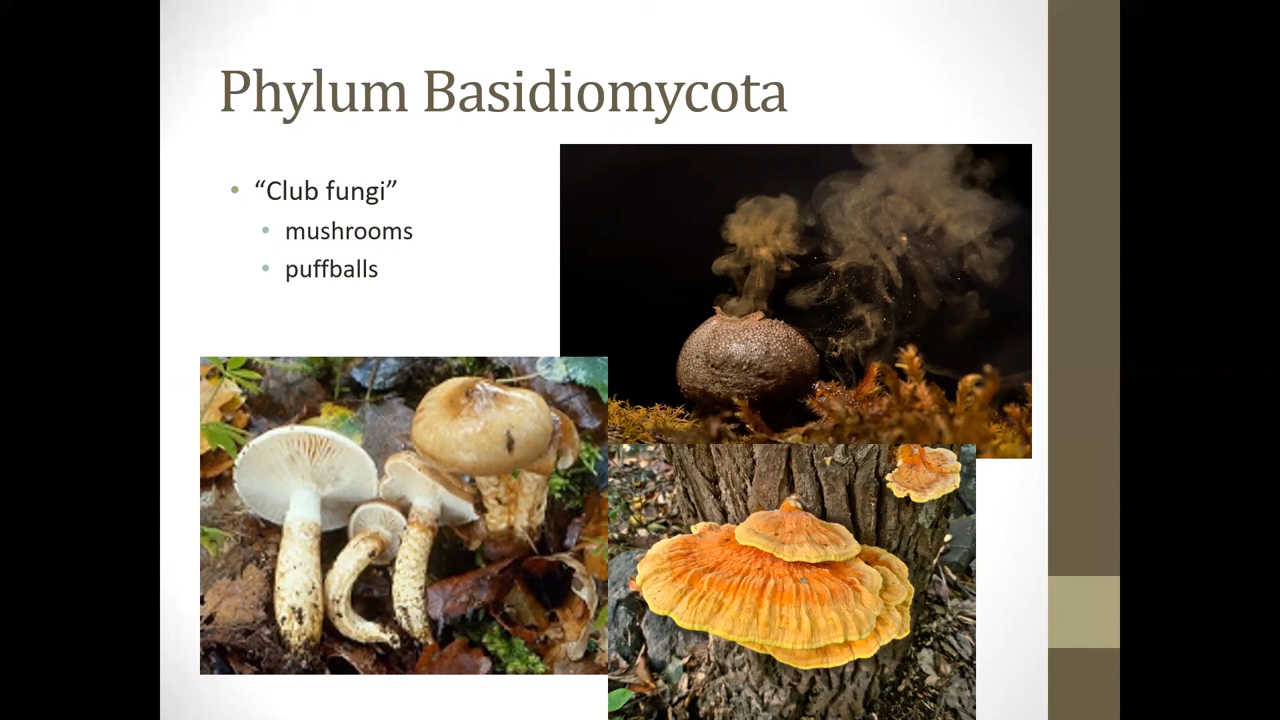 Phylum Basidiomycota
“Club fungi”
mushrooms
puffballs